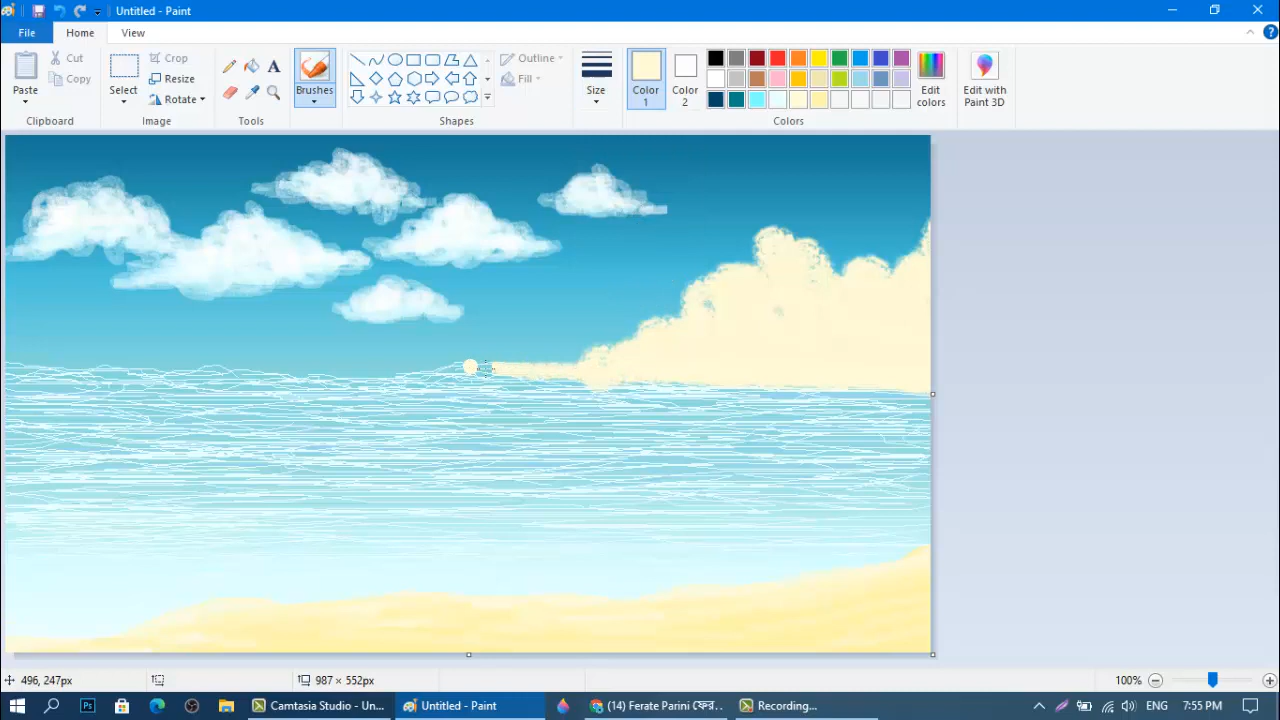 Untitled - Paint
File
Home
View
Paste
Cut
Copy
Clipboard
Select
Crop
Resize
Rotate
Image
Tools
Brushes
Outline
Fill
Shapes
Size
Color 1
Color 2
Edit colors
Edit with Paint 3D
Colors
496, 247px
987 × 552px
100%
Camtasia Studio - Un...
Untitled - Paint
(14) Ferate Parini ফের..
Recording...
ENG
7:55 PM